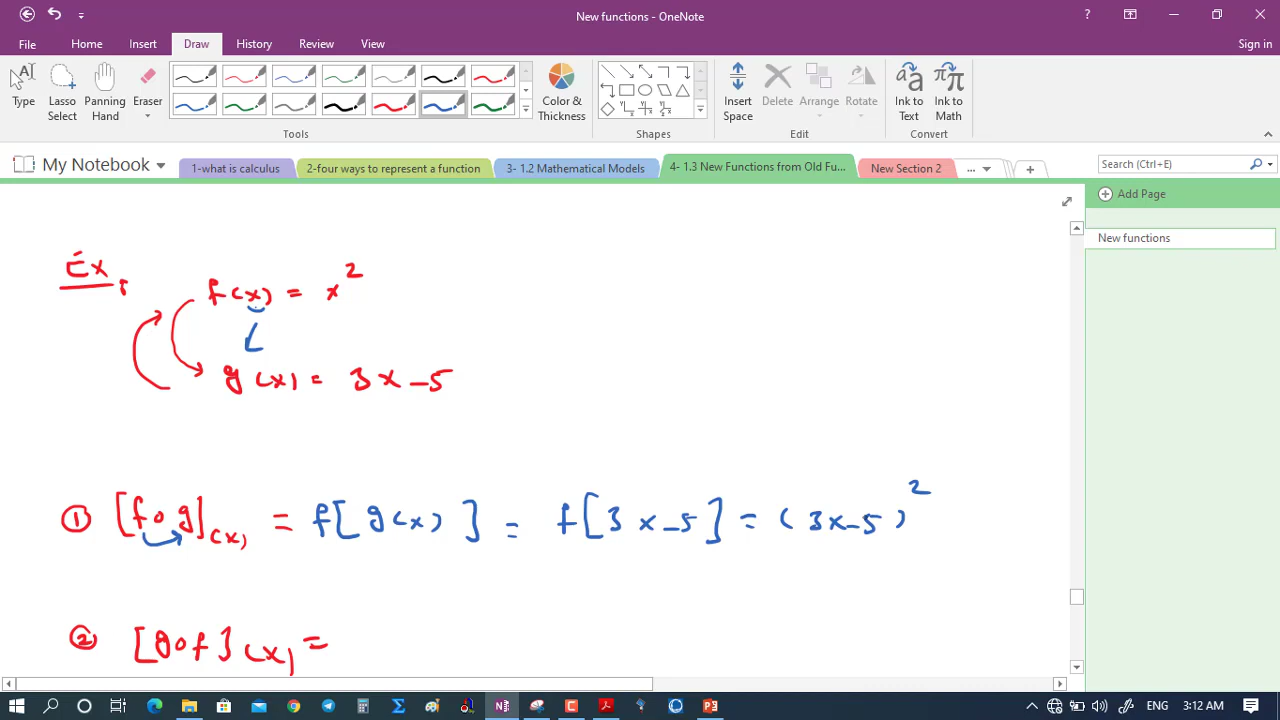 New functions - OneNote
? 
File Home Insert Draw History Review View Sign in
Type Lasso Select Panning Hand Eraser Color & Thickness Insert Space Delete Arrange Rotate Ink to Text Ink to Math
Tools Shapes Edit Convert
My Notebook 1-what is calculus 2-four ways to represent a function 3- 1.2 Mathematical Models 4- 1.3 New Functions from Old Fu... New Section 2 ... Search (Ctrl+E)
Add Page
New functions
Ex:
f(x) = x²
g(x) = 3x-5
① [f∘g](x) = f[g(x)] = f[3x-5] = (3x-5)²
② [g∘f](x) =
ENG 3:12 AM